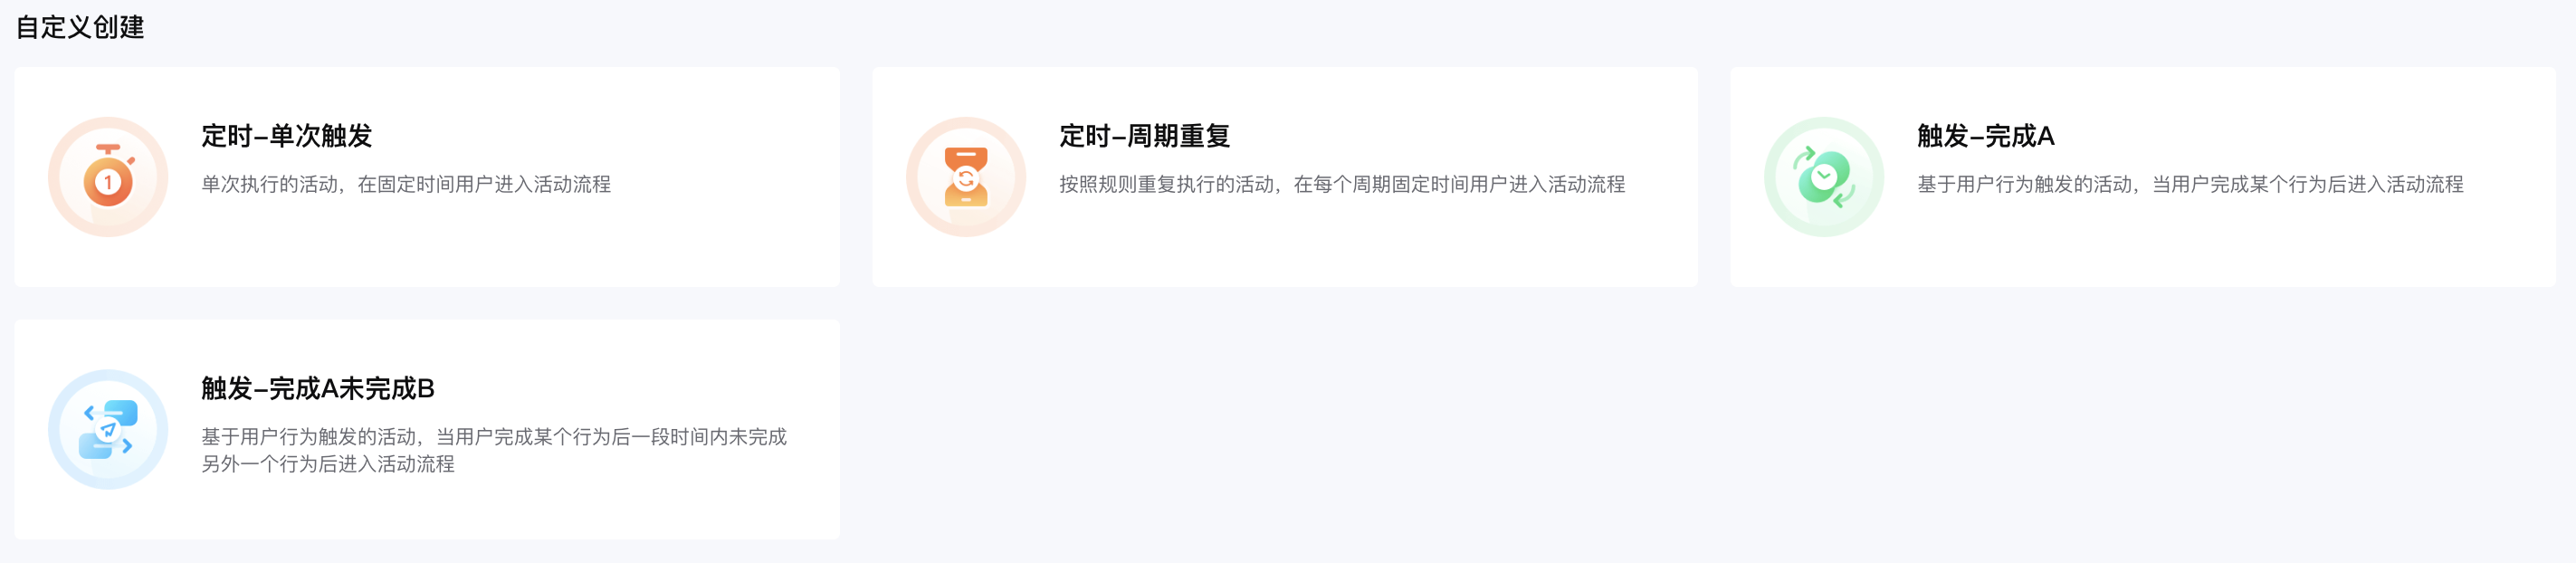 自定义创建
定时-单次触发
单次执行的活动，在固定时间用户进入活动流程
定时-周期重复
按照规则重复执行的活动，在每个周期固定时间用户进入活动流程
触发-完成A
基于用户行为触发的活动，当用户完成某个行为后进入活动流程
触发-完成A未完成B
基于用户行为触发的活动，当用户完成某个行为后一段时间内未完成
另外一个行为后进入活动流程
1